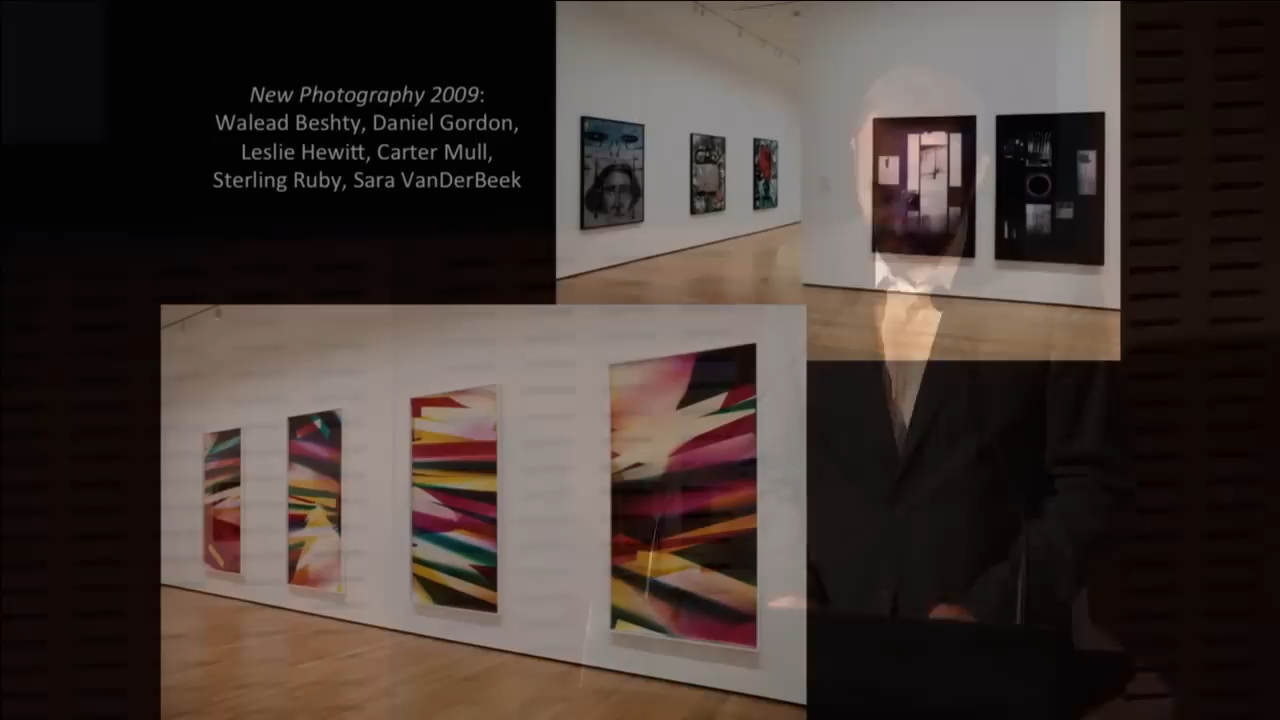 New Photography 2009:
Walead Beshty, Daniel Gordon,
Leslie Hewitt, Carter Mull,
Sterling Ruby, Sara VanDerBeek